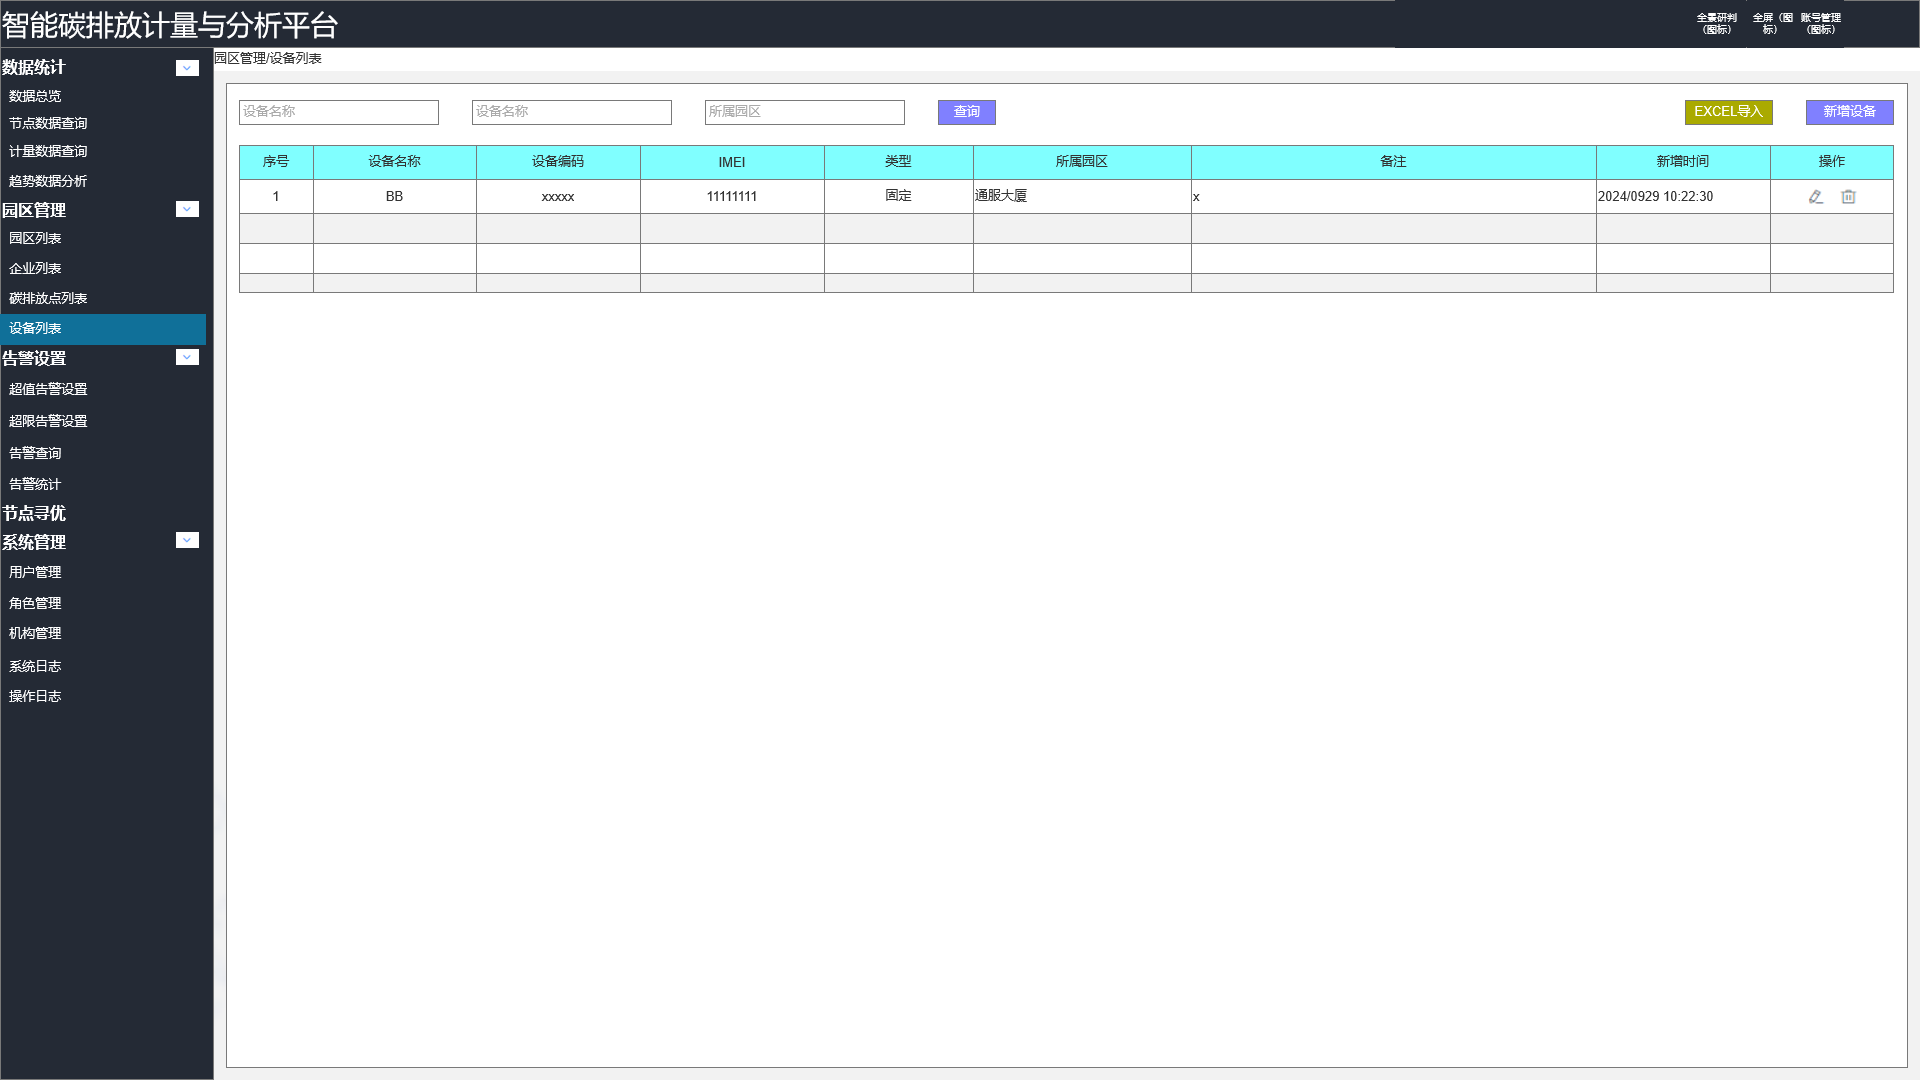 智能碳排放计量与分析平台
全景研判（图标）
全屏（图标）
账号管理（图标）
数据统计
数据总览
节点数据查询
计量数据查询
趋势数据分析
园区管理
园区列表
企业列表
碳排放点列表
设备列表
告警设置
超值告警设置
超限告警设置
告警查询
告警统计
节点寻优
系统管理
用户管理
角色管理
机构管理
系统日志
操作日志
园区管理/设备列表
设备名称 设备名称 所属园区 查询 EXCEL导入 新增设备
序号 设备名称 设备编码 IMEI 类型 所属园区 备注 新增时间 操作
1 BB xxxxx 11111111 固定 通服大厦 x 2024/0929 10:22:30